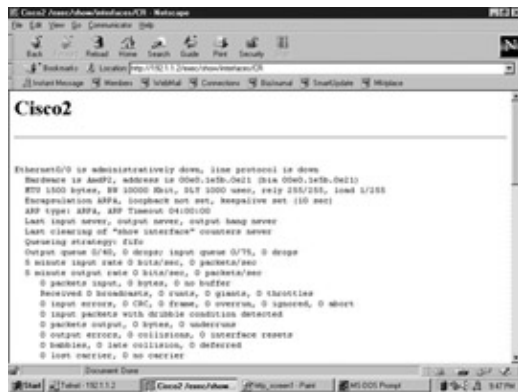 Cisco2 /exec/show/interfaces/CR - Netscape
File Edit View Go Communicator Help
Back Reload Home Search Guide Print Security
Bookmarks Location: http://192.1.1.2/exec/show/interfaces/CR
Instant Message Members WebMail Connections BizJournal SmartUpdate Mktplace
Cisco2
Ethernet0/0 is administratively down, line protocol is down
Hardware is AmdP2, address is 00e0.1e5b.0e21 (bia 00e0.1e5b.0e21)
MTU 1500 bytes, BW 10000 Kbit, DLY 1000 usec, rely 255/255, load 1/255
Encapsulation ARPA, loopback not set, keepalive set (10 sec)
ARP type: ARPA, ARP Timeout 04:00:00
Last input never, output never, output hang never
Last clearing of "show interface" counters never
Queueing strategy: fifo
Output queue 0/40, 0 drops; input queue 0/75, 0 drops
5 minute input rate 0 bits/sec, 0 packets/sec
5 minute output rate 0 bits/sec, 0 packets/sec
0 packets input, 0 bytes, 0 no buffer
Received 0 broadcasts, 0 runts, 0 giants, 0 throttles
0 input errors, 0 CRC, 0 frame, 0 overrun, 0 ignored, 0 abort
0 input packets with dribble condition detected
0 packets output, 0 bytes, 0 underruns
0 output errors, 0 collisions, 0 interface resets
0 babbles, 0 late collision, 0 deferred
0 lost carrier, 0 no carrier
Document: Done
Start Telnet - 192.1.1.2 Cisco2 /exec/show... http_screen1 - Paint MS-DOS Prompt 9:47 PM